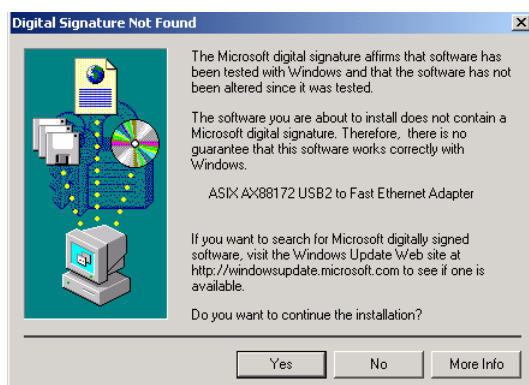 Digital Signature Not Found
The Microsoft digital signature affirms that software has
been tested with Windows and that the software has not
been altered since it was tested.
The software you are about to install does not contain a
Microsoft digital signature. Therefore, there is no
guarantee that this software works correctly with
Windows.
ASIX AX88172 USB2 to Fast Ethernet Adapter
If you want to search for Microsoft digitally signed
software, visit the Windows Update Web site at
http://windowsupdate.microsoft.com to see if one is
available.
Do you want to continue the installation?
Yes
No
More Info